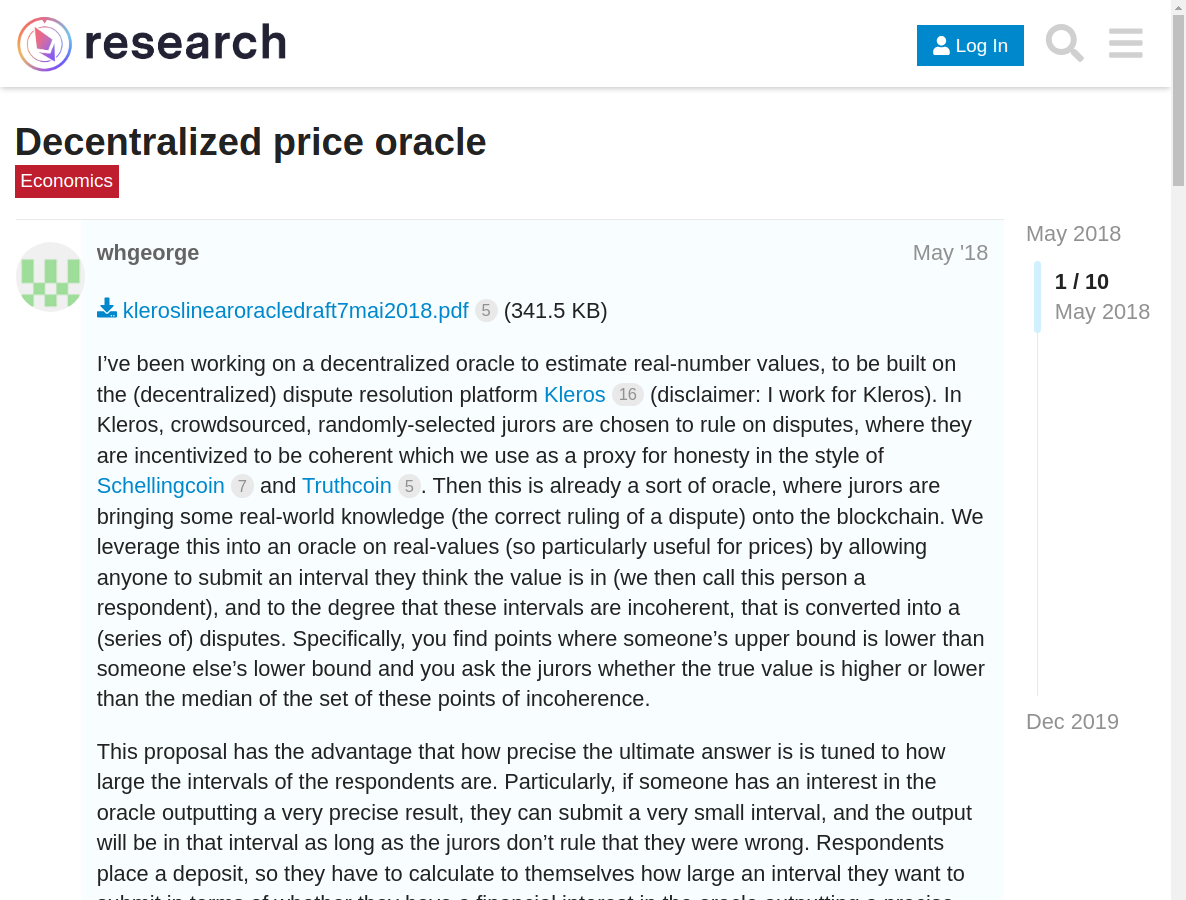 research
Log In
Decentralized price oracle
Economics
whgeorge
May '18
kleroslinearoracledraft7mai2018.pdf 5 (341.5 KB)
I’ve been working on a decentralized oracle to estimate real-number values, to be built on
the (decentralized) dispute resolution platform Kleros 16 (disclaimer: I work for Kleros). In
Kleros, crowdsourced, randomly-selected jurors are chosen to rule on disputes, where they
are incentivized to be coherent which we use as a proxy for honesty in the style of
Schellingcoin 7 and Truthcoin 5. Then this is already a sort of oracle, where jurors are
bringing some real-world knowledge (the correct ruling of a dispute) onto the blockchain. We
leverage this into an oracle on real-values (so particularly useful for prices) by allowing
anyone to submit an interval they think the value is in (we then call this person a
respondent), and to the degree that these intervals are incoherent, that is converted into a
(series of) disputes. Specifically, you find points where someone’s upper bound is lower than
someone else’s lower bound and you ask the jurors whether the true value is higher or lower
than the median of the set of these points of incoherence.
This proposal has the advantage that how precise the ultimate answer is is tuned to how
large the intervals of the respondents are. Particularly, if someone has an interest in the
oracle outputting a very precise result, they can submit a very small interval, and the output
will be in that interval as long as the jurors don’t rule that they were wrong. Respondents
place a deposit, so they have to calculate to themselves how large an interval they want to
submit in terms of whether they have a financial interest in the oracle outputting a precise
May 2018
1 / 10
May 2018
Dec 2019